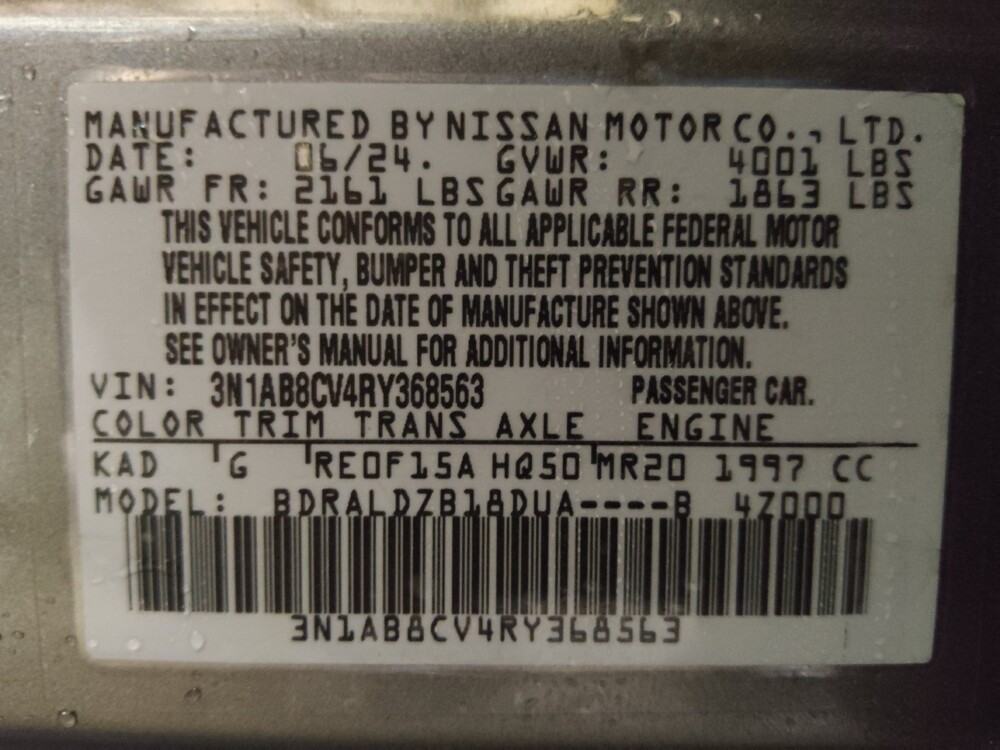 MANUFACTURED BY NISSAN MOTOR CO., LTD.
DATE: 06/24. GVWR: 4001 LBS
GAWR FR: 2161 LBS GAWR RR: 1863 LBS
THIS VEHICLE CONFORMS TO ALL APPLICABLE FEDERAL MOTOR
VEHICLE SAFETY, BUMPER AND THEFT PREVENTION STANDARDS
IN EFFECT ON THE DATE OF MANUFACTURE SHOWN ABOVE.
SEE OWNER'S MANUAL FOR ADDITIONAL INFORMATION.
VIN: 3N1AB8CV4RY368563 PASSENGER CAR.
COLOR TRIM TRANS AXLE ENGINE
KAD G RE0F15A HQ50 MR20 1997 CC
MODEL: BDRALDZB18DUA----B 4Z000
3N1AB8CV4RY368563